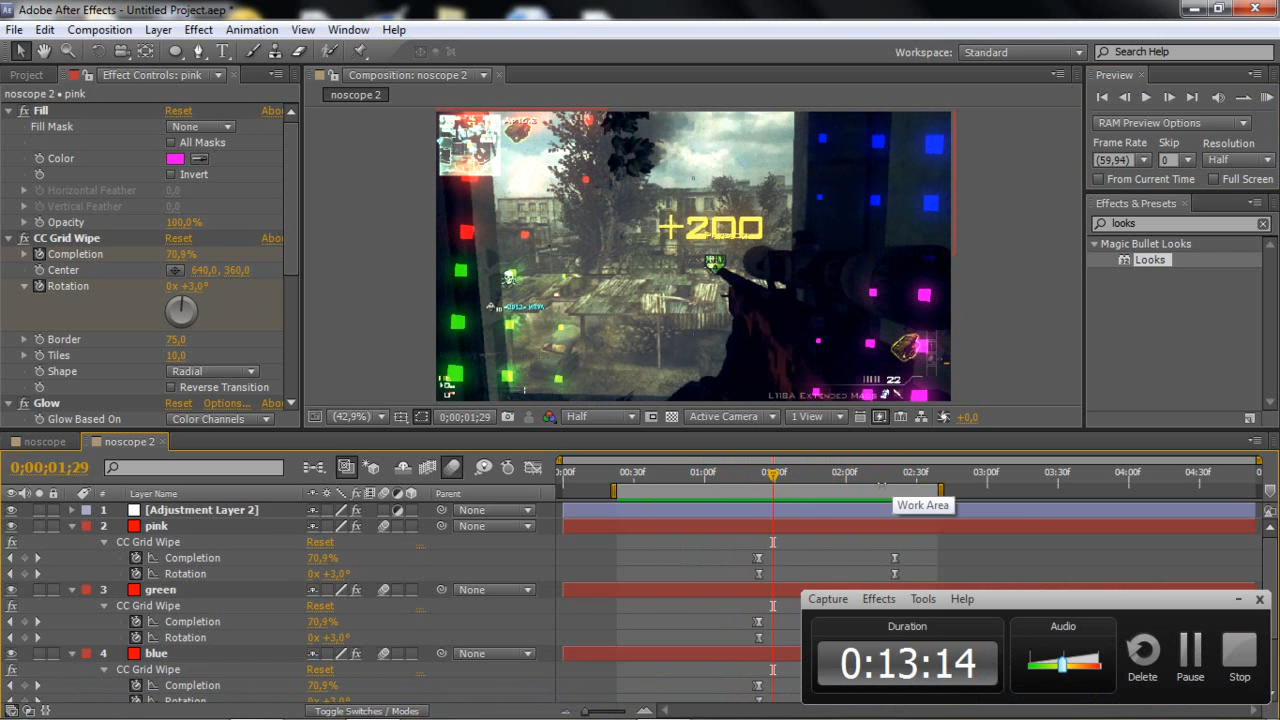 Adobe After Effects - Untitled Project.aep *
File Edit Composition Layer Effect Animation View Window Help
Workspace: Standard Search Help
Project Effect Controls: pink Composition: noscope 2 Preview
noscope 2 • pink
noscope 2
Fill Reset Abo
Fill Mask None
All Masks
Color
Invert
Horizontal Feather 0,0
Vertical Feather 0,0
Opacity 100,0%
CC Grid Wipe Reset Abo
Completion 70,9%
Center 640,0, 360,0
Rotation 0x +3,0°
Border 75,0
Tiles 10,0
Shape Radial
Reverse Transition
Glow Reset Options... Abo
Glow Based On Color Channels
+200
22
L118A Extended Mags
(42,9%) 0;00;01;29 Half Active Camera 1 View +0,0
RAM Preview Options
Frame Rate Skip Resolution
(59,94) 0 Half
From Current Time Full Screen
Effects & Presets
looks
Magic Bullet Looks
Looks
noscope noscope 2
0;00;01;29
:00f 00:30f 01:00f 01:30f 02:00f 02:30f 03:00f 03:30f 04:00f 04:30f
# Layer Name Parent
Work Area
1 [Adjustment Layer 2] None
2 pink None
CC Grid Wipe Reset ...
Completion 70,9%
Rotation 0x +3,0°
3 green None
CC Grid Wipe Reset ...
Completion 70,9%
Rotation 0x +3,0°
4 blue None
CC Grid Wipe Reset ...
Completion 70,9%
Rotation 0x +3,0°
Toggle Switches / Modes
Capture Effects Tools Help
Duration Audio
0:13:14
Delete Pause Stop